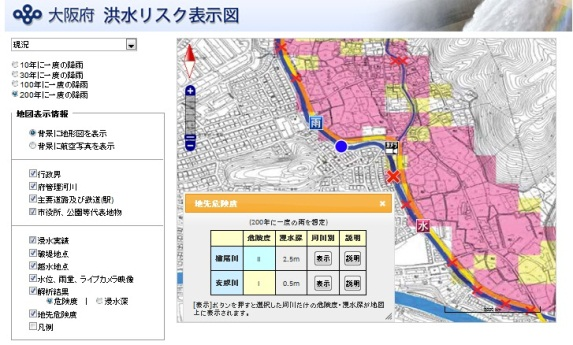 大阪府 洪水リスク表示図
現況
10年に一度の降雨
30年に一度の降雨
100年に一度の降雨
200年に一度の降雨
地図表示情報
背景に地形図を表示
背景に航空写真を表示
行政界
府管理河川
主要道路及び鉄道(駅)
市役所、公園等代表地物
浸水実績
破堤地点
越水地点
水位、雨量、ライブカメラ映像
解析結果
危険度 | 浸水深
地先危険度
凡例
雨
水
地先危険度
(200年に一度の雨を想定)
危険度 浸水深 河川別 説明
II 2.5m 表示 説明
I 0.5m 表示 説明
[表示]ボタンを押すと選択した河川だけの危険度・浸水深が地図
上に表示されます。